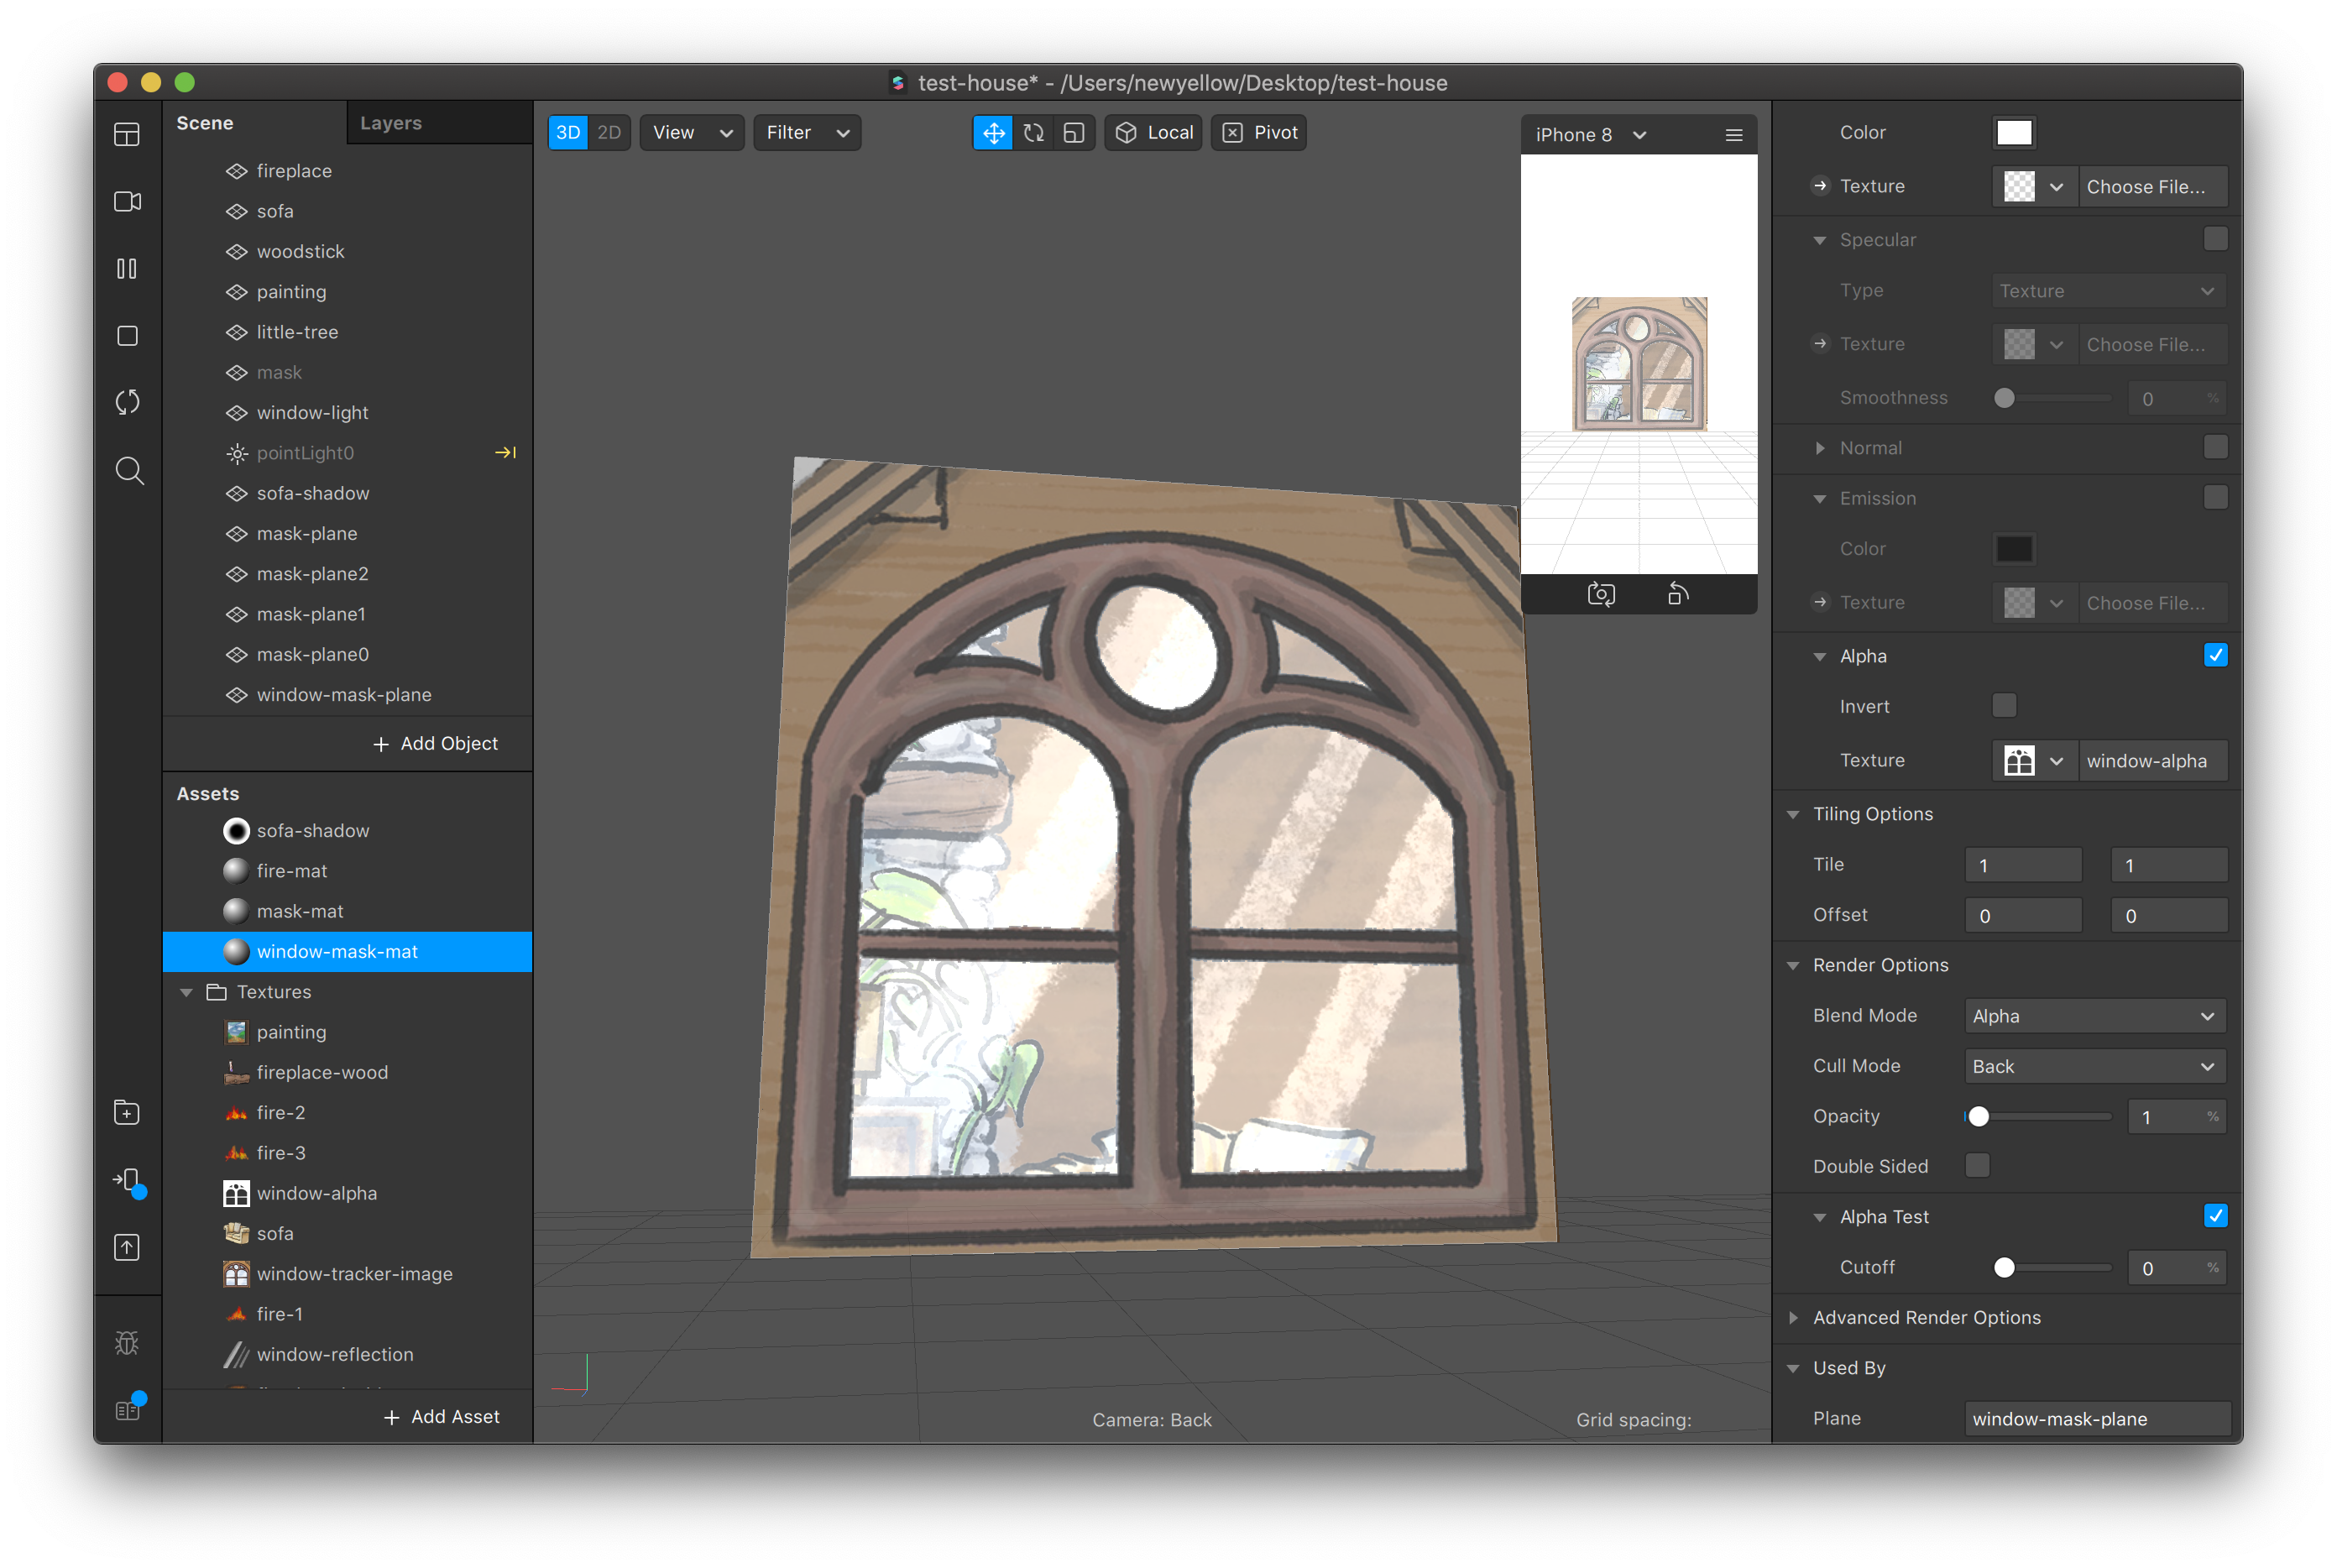 test-house* - /Users/newyellow/Desktop/test-house
Scene
Layers
fireplace
sofa
woodstick
painting
little-tree
mask
window-light
pointLight0
sofa-shadow
mask-plane
mask-plane2
mask-plane1
mask-plane0
window-mask-plane
+ Add Object
Assets
sofa-shadow
fire-mat
mask-mat
window-mask-mat
Textures
painting
fireplace-wood
fire-2
fire-3
window-alpha
sofa
window-tracker-image
fire-1
window-reflection
+ Add Asset
3D 2D View Filter Local Pivot
iPhone 8
Camera: Back
Grid spacing:
Color
Texture Choose File...
Specular
Type Texture
Texture Choose File...
Smoothness 0 %
Normal
Emission
Color
Texture Choose File...
Alpha
Invert
Texture window-alpha
Tiling Options
Tile 1 1
Offset 0 0
Render Options
Blend Mode Alpha
Cull Mode Back
Opacity 1 %
Double Sided
Alpha Test
Cutoff 0 %
Advanced Render Options
Used By
Plane window-mask-plane